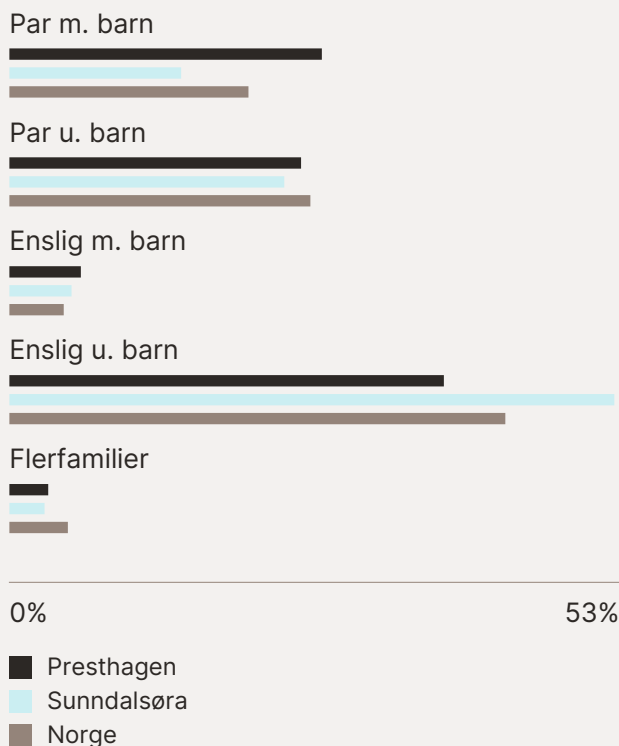 Par m. barn
Par u. barn
Enslig m. barn
Enslig u. barn
Flerfamilier
0% 53%
Presthagen
Sunndalsøra
Norge